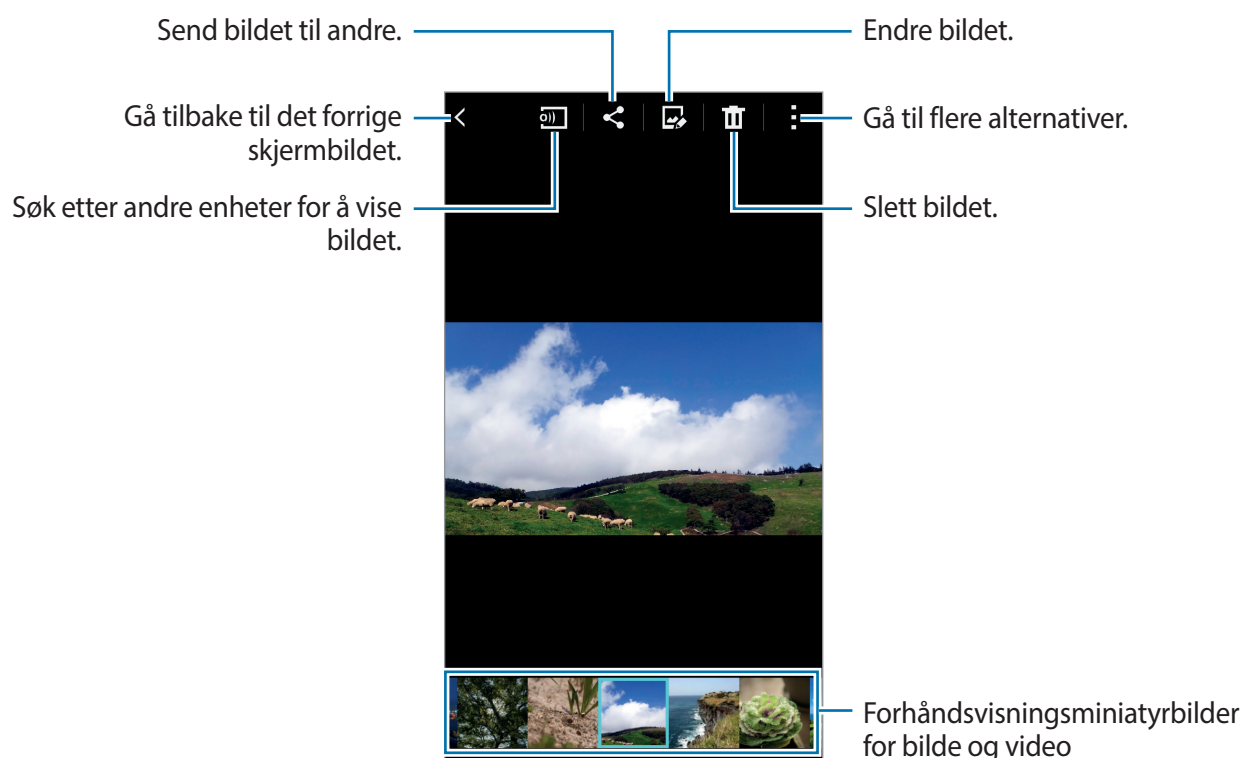 Send bildet til andre.
Endre bildet.
Gå tilbake til det forrige
skjermbildet.
Gå til flere alternativer.
Søk etter andre enheter for å vise
bildet.
Slett bildet.
Forhåndsvisningsminiatyrbilder
for bilde og video